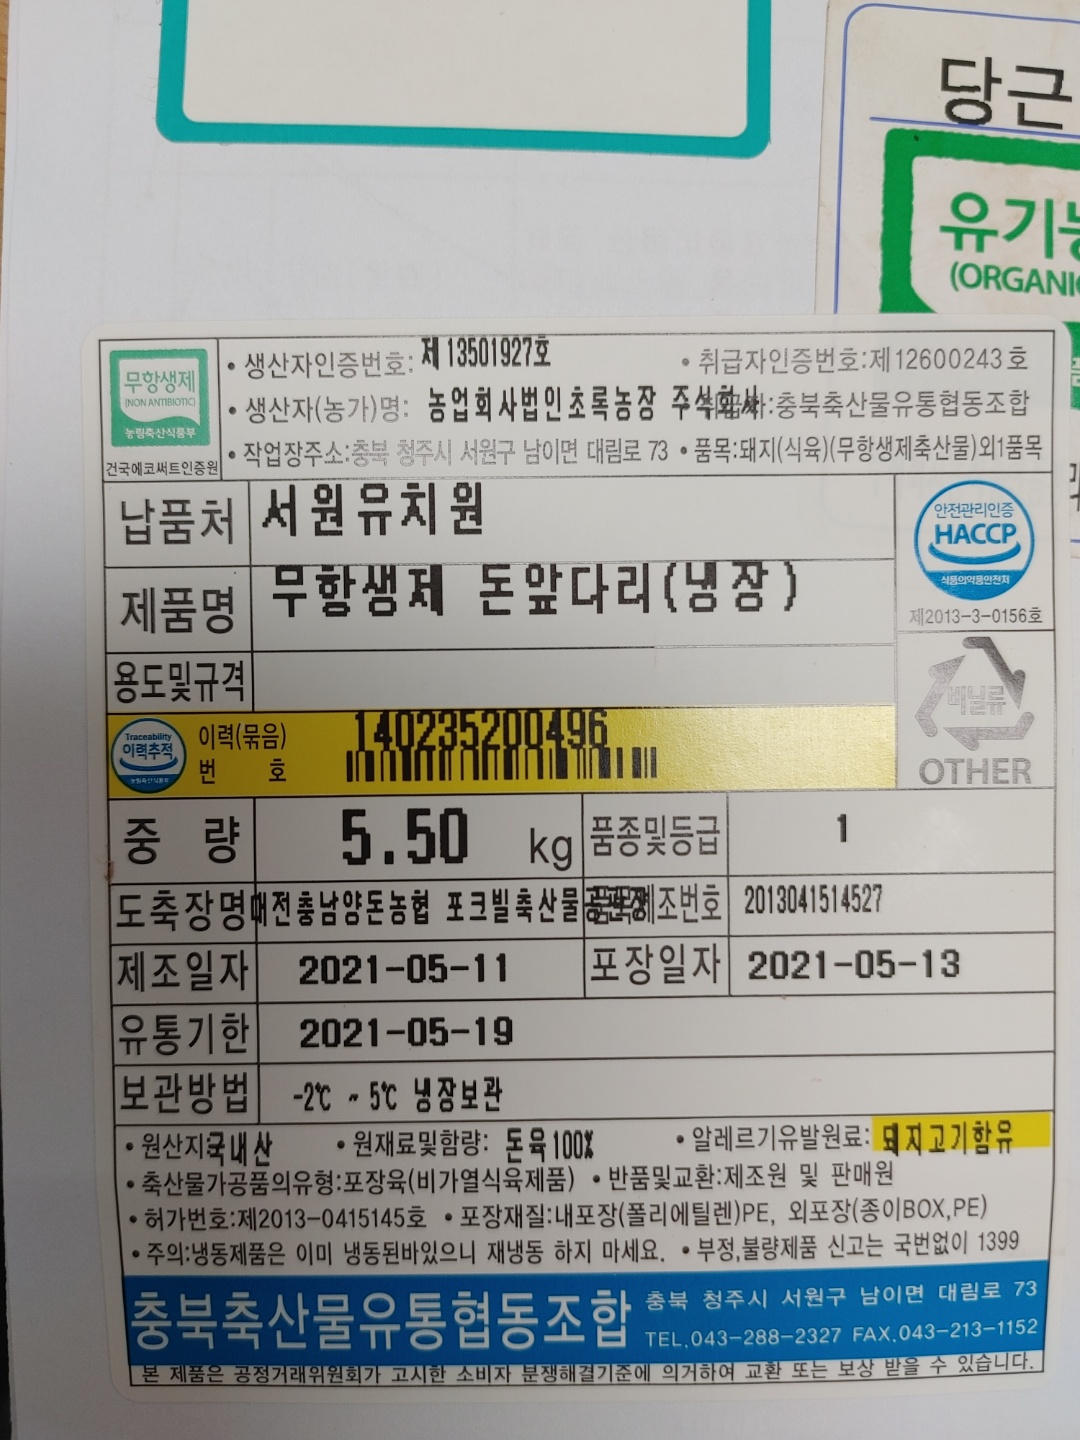 당근
유기
(ORGANI
무항생제
(NON ANTIBIOTIC)
농림축산식품부
건국에코써트인증원
• 생산자인증번호: 제13501927호 • 취급자인증번호:제12600243호
• 생산자(농가)명: 농업회사법인초록농장 주식회사 :충북축산물유통협동조합
• 작업장주소:충북 청주시 서원구 남이면 대림로 73 • 품목:돼지(식육)(무항생제축산물)외1품목
납품처 서원유치원
안전관리인증
HACCP
식품의약품안전처
제2013-3-0156호
제품명 무항생제 돈앞다리(냉장)
용도및규격
비닐류
OTHER
Traceability
이력추적
농림축산식품부
이력(묶음)
번 호
140235200496
중 량 5.50 kg 품종및등급 1
도축장명 대전충남양돈농협 포크빌축산물공판장 제조번호 2013041514527
제조일자 2021-05-11 포장일자 2021-05-13
유통기한 2021-05-19
보관방법 -2℃ ~ 5℃ 냉장보관
• 원산지:국내산 • 원재료및함량: 돈육100% • 알레르기유발원료: 돼지고기함유
• 축산물가공품의유형:포장육(비가열식육제품) • 반품및교환:제조원 및 판매원
• 허가번호:제2013-0415145호 • 포장재질:내포장(폴리에틸렌)PE, 외포장(종이BOX,PE)
• 주의:냉동제품은 이미 냉동된바있으니 재냉동 하지 마세요. • 부정,불량제품 신고는 국번없이 1399
충북축산물유통협동조합
충북 청주시 서원구 남이면 대림로 73
TEL.043-288-2327 FAX.043-213-1152
본 제품은 공정거래위원회가 고시한 소비자 분쟁해결기준에 의거하여 교환 또는 보상 받을 수 있습니다.